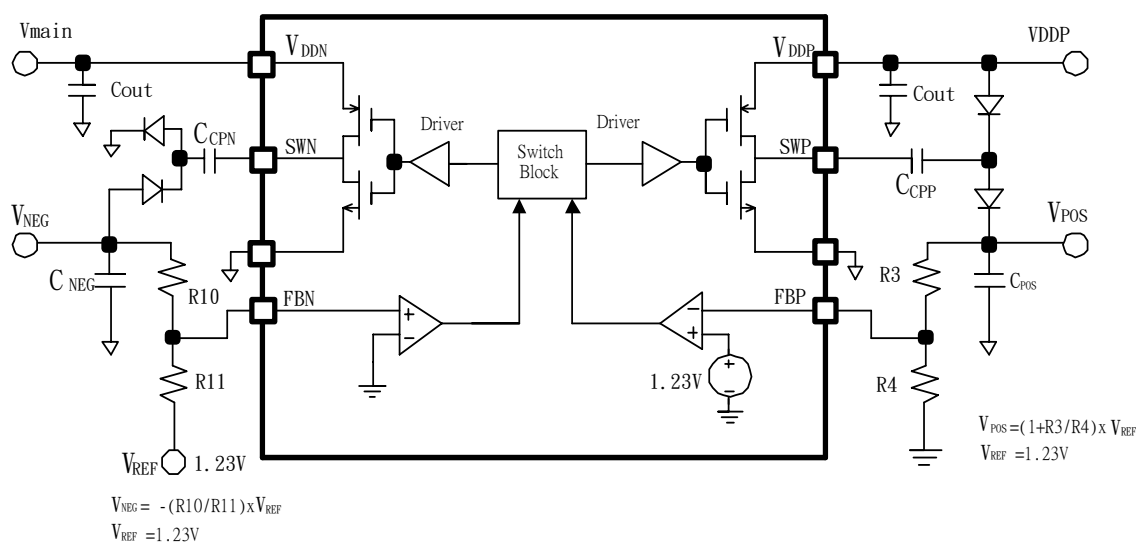 Vmain
VDDN
VDDP
VDDP
Cout
Cout
CCPN
SWN
Driver
Switch
Block
Driver
SWP
CCPP
VNEG
VPOS
C NEG
R10
FBN
+
-
-
+
FBP
R3
CPOS
R11
1.23V
+
-
R4
VREF 1.23V
VPOS=(1+R3/R4)x VREF
VREF =1.23V
VNEG= -(R10/R11)xVREF
VREF =1.23V